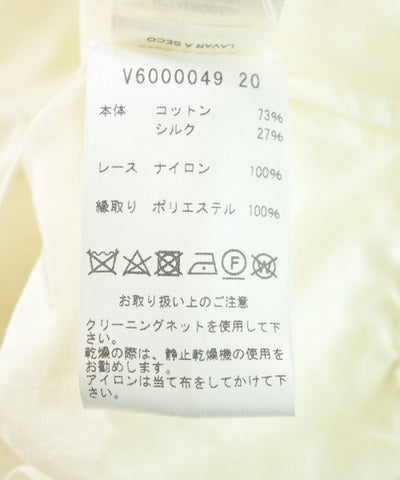 LAVAR A SECO
V6000049 20
本体 コットン 73%
シルク 27%
レース ナイロン 100%
縁取り ポリエステル 100%
F W
お取り扱い上のご注意
クリーニングネットを使用して下
さい。
乾燥の際は、静止乾燥機の使用を
お勧めします。
アイロンは当て布をしてかけて下
さい。